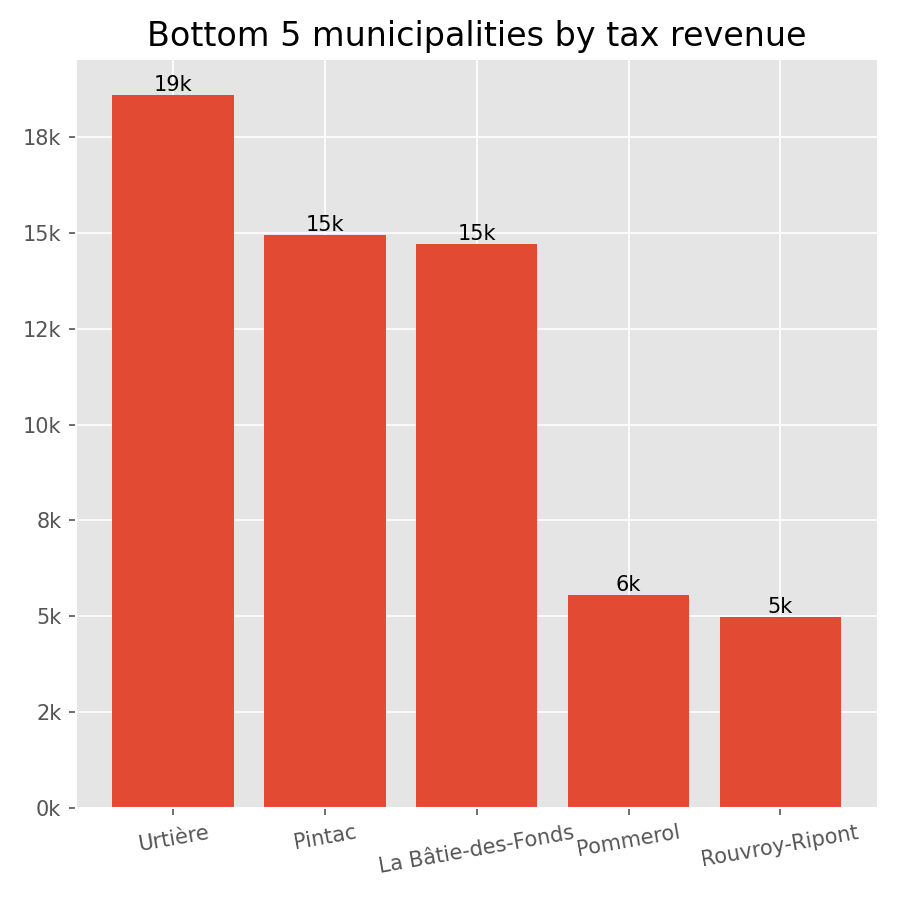 Bottom 5 municipalities by tax revenue
19k
15k
15k
6k
5k
18k
15k
12k
10k
8k
5k
2k
0k
Urtière
Pintac
La Bâtie-des-Fonds
Pommerol
Rouvroy-Ripont